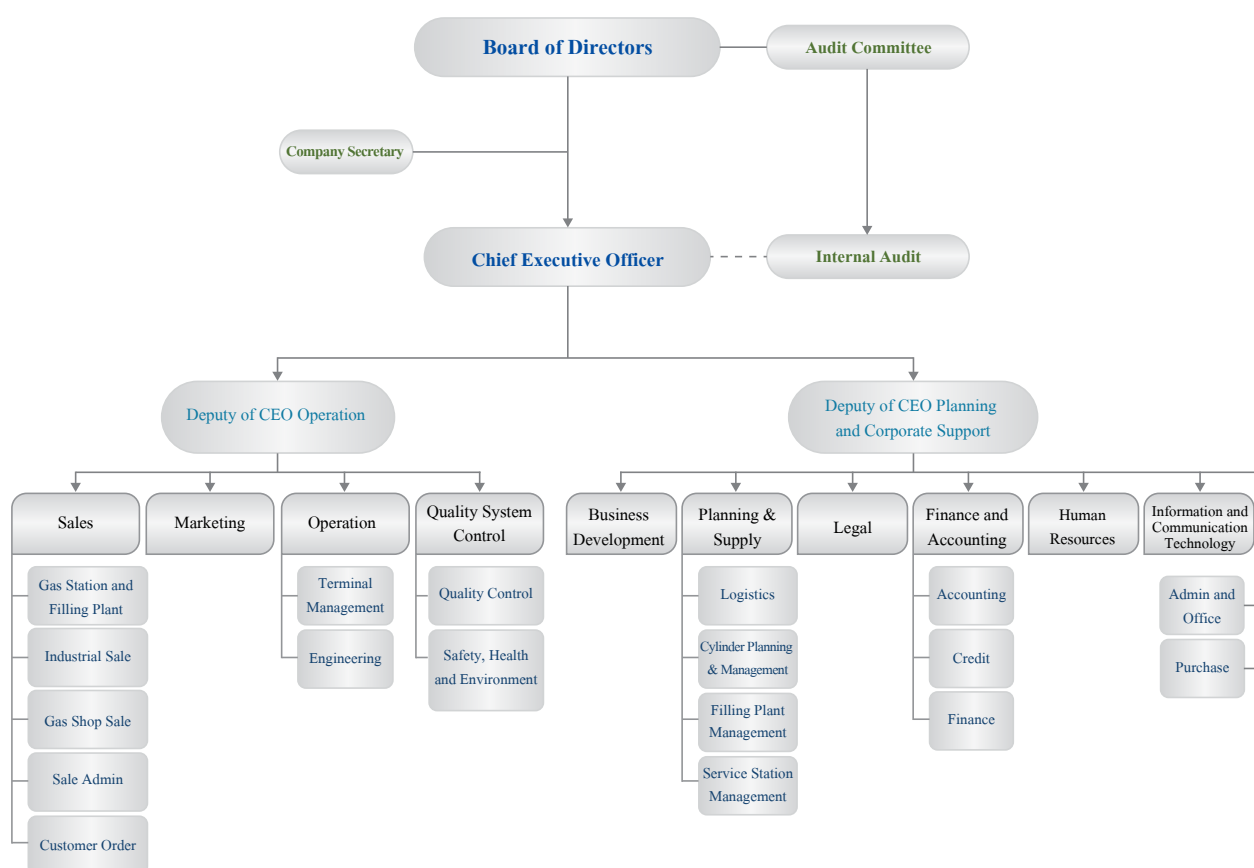 Board of Directors
Audit Committee
Company Secretary
Chief Executive Officer
Internal Audit
Deputy of CEO Operation
Deputy of CEO Planning
and Corporate Support
Sales
Marketing
Operation
Quality System
Control
Business
Development
Planning &
Supply
Legal
Finance and
Accounting
Human
Resources
Information and
Communication
Technology
Gas Station and
Filling Plant
Industrial Sale
Gas Shop Sale
Sale Admin
Customer Order
Terminal
Management
Engineering
Quality Control
Safety, Health
and Environment
Logistics
Cylinder Planning
& Management
Filling Plant
Management
Service Station
Management
Accounting
Credit
Finance
Admin and
Office
Purchase